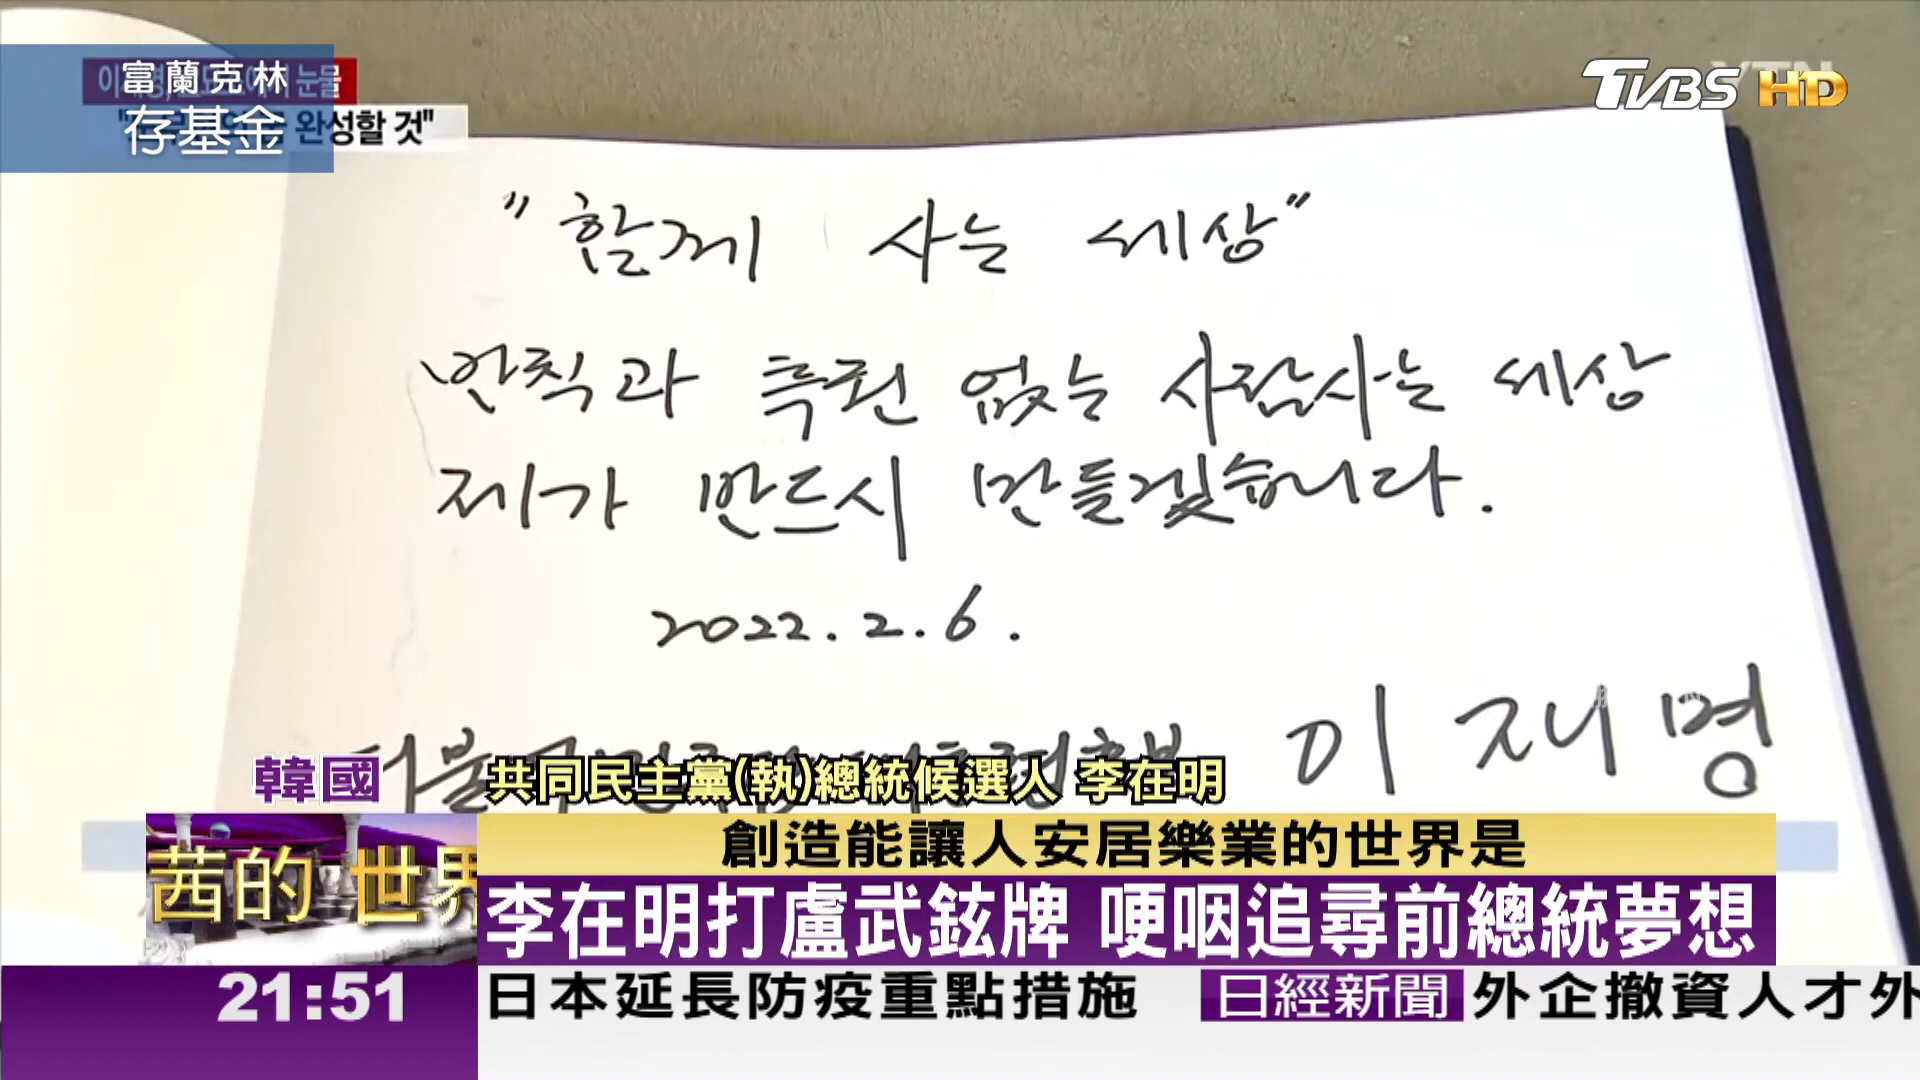 富蘭克林
存基金
눈물
완성할 것"
TVBS HD
YTN
"함께 사는 세상"
반칙과 특권 없는 사람사는 세상
제가 반드시 만들겠습니다.
2022.2.6.
이재명
韓國
共同民主黨(執)總統候選人 李在明
創造能讓人安居樂業的世界是
茜的世界
李在明打盧武鉉牌 哽咽追尋前總統夢想
21:51
日本延長防疫重點措施 日經新聞 外企撤資人才外